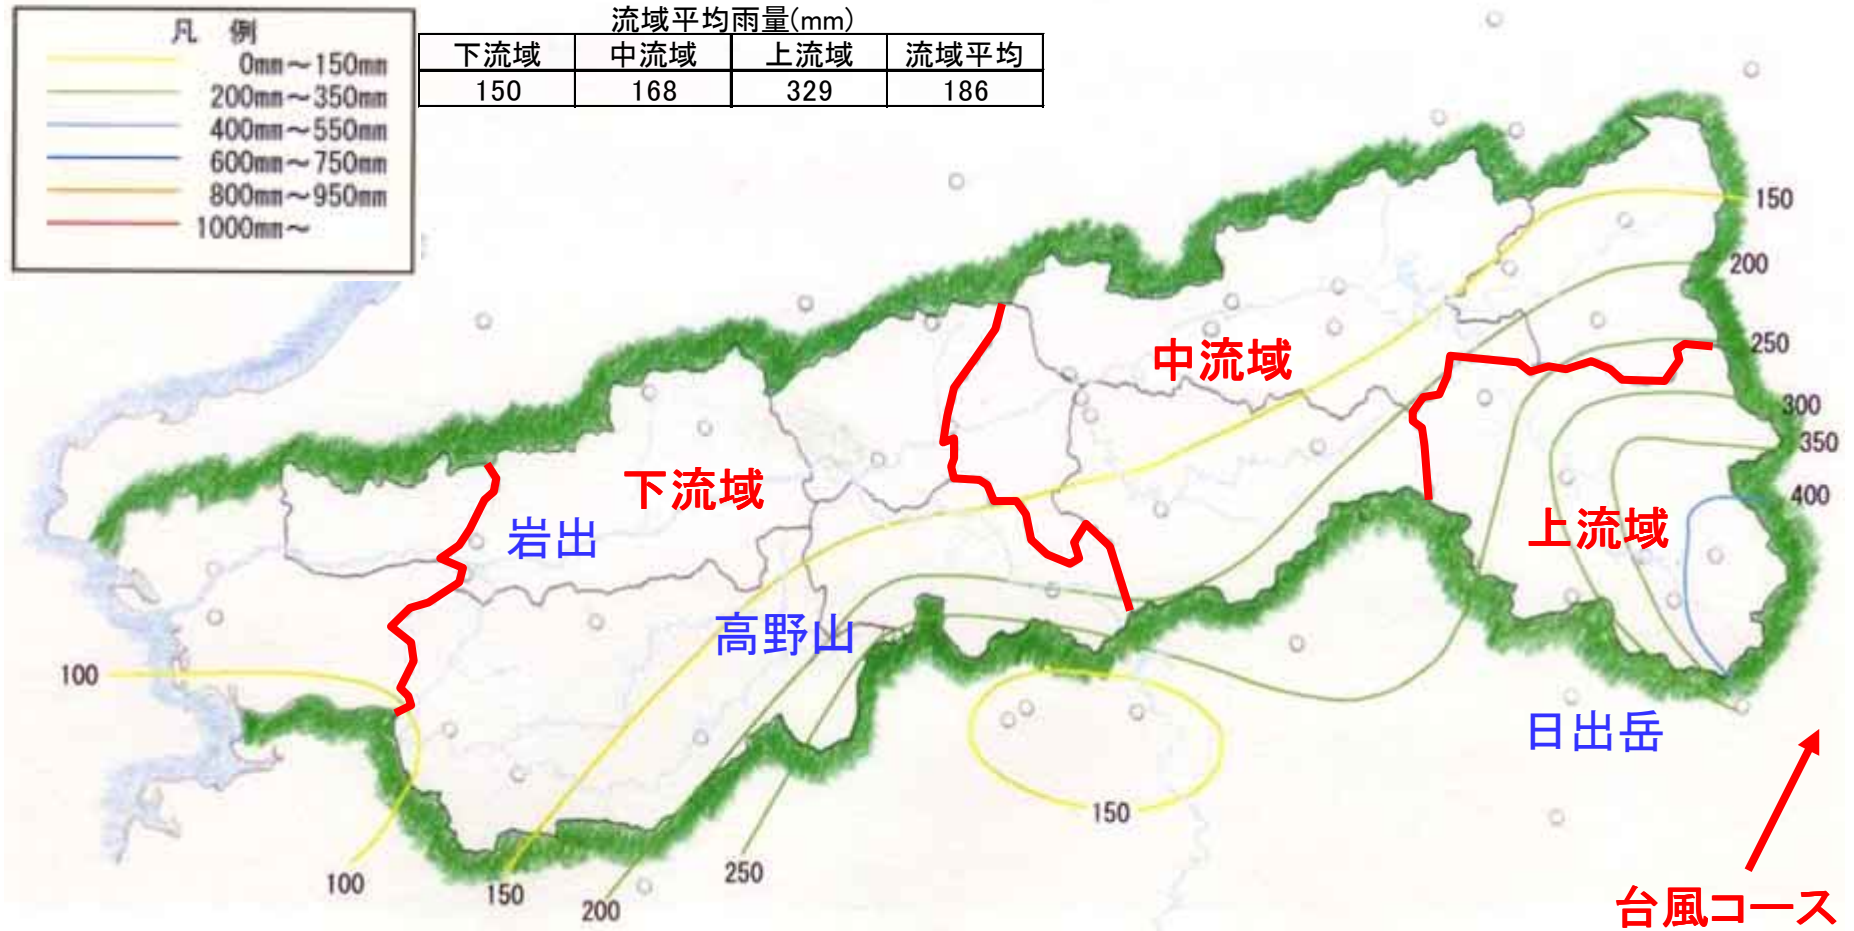 凡 例
0mm～150mm
200mm～350mm
400mm～550mm
600mm～750mm
800mm～950mm
1000mm～
流域平均雨量(mm)
下流域 中流域 上流域 流域平均
150 168 329 186
150
200
250
300
350
400
中流域
下流域
上流域
岩出
高野山
日出岳
100
150
100
150
200
250
台風コース